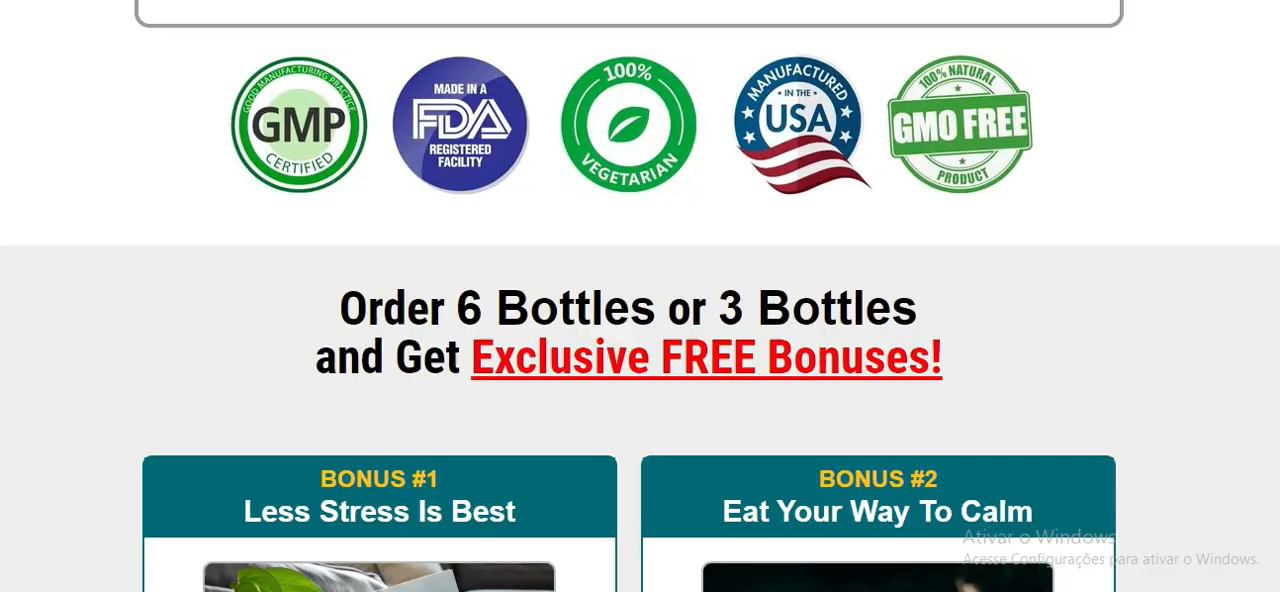 GOOD MANUFACTURING PRACTICE
GMP
CERTIFIED
MADE IN A
FDA
REGISTERED
FACILITY
100%
VEGETARIAN
MANUFACTURED
• IN THE •
USA
100% NATURAL
GMO FREE
PRODUCT
Order 6 Bottles or 3 Bottles
and Get Exclusive FREE Bonuses!
BONUS #1
Less Stress Is Best
BONUS #2
Eat Your Way To Calm
Ativar o Windows
Acesse Configurações para ativar o Windows.